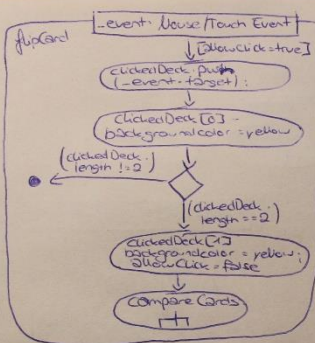 _event: Mouse/Touch Event
flipCard
[allowClick=true]
clickedDeck.push
(_event.target);
clickedDeck[0].
backgroundcolor = yellow
(clickedDeck.
length != 2)
(clickedDeck.
length == 2)
clickedDeck[1]
backgroundcolor = yellow;
allowClick = false
compare Cards